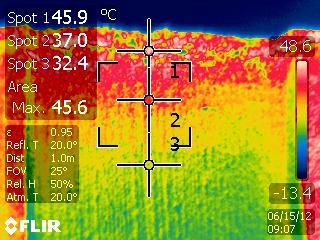 Spot 1 45.9 °C
Spot 2 37.0
Spot 3 32.4
Area
Max. 45.6
ε 0.95
Refl. T 20.0°
Dist 1.0m
FOV 25°
Rel. H 50%
Atm. T 20.0°
1
2
3
48.6
-13.4
06/15/12
09:07
FLIR